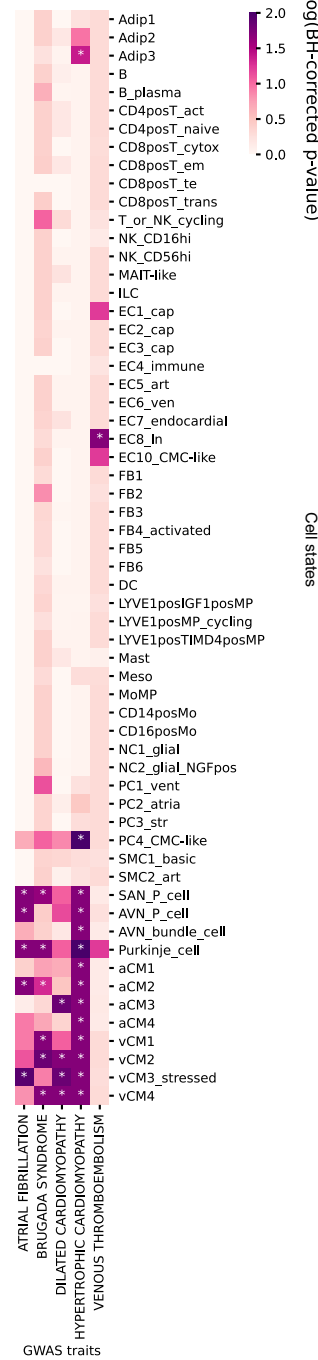 Adip1
Adip2
Adip3
B
B_plasma
CD4posT_act
CD4posT_naive
CD8posT_cytox
CD8posT_em
CD8posT_te
CD8posT_trans
T_or_NK_cycling
NK_CD16hi
NK_CD56hi
MAIT-like
ILC
EC1_cap
EC2_cap
EC3_cap
EC4_immune
EC5_art
EC6_ven
EC7_endocardial
EC8_ln
EC10_CMC-like
FB1
FB2
FB3
FB4_activated
FB5
FB6
DC
LYVE1posIGF1posMP
LYVE1posMP_cycling
LYVE1posTIMD4posMP
Mast
Meso
MoMP
CD14posMo
CD16posMo
NC1_glial
NC2_glial_NGFpos
PC1_vent
PC2_atria
PC3_str
PC4_CMC-like
SMC1_basic
SMC2_art
SAN_P_cell
AVN_P_cell
AVN_bundle_cell
Purkinje_cell
aCM1
aCM2
aCM3
aCM4
vCM1
vCM2
vCM3_stressed
vCM4
ATRIAL FIBRILLATION
BRUGADA SYNDROME
DILATED CARDIOMYOPATHY
HYPERTROPHIC CARDIOMYOPATHY
VENOUS THROMBOEMBOLISM
GWAS traits
Cell states
2.0
1.5
1.0
0.5
0.0
log(BH-corrected p-value)